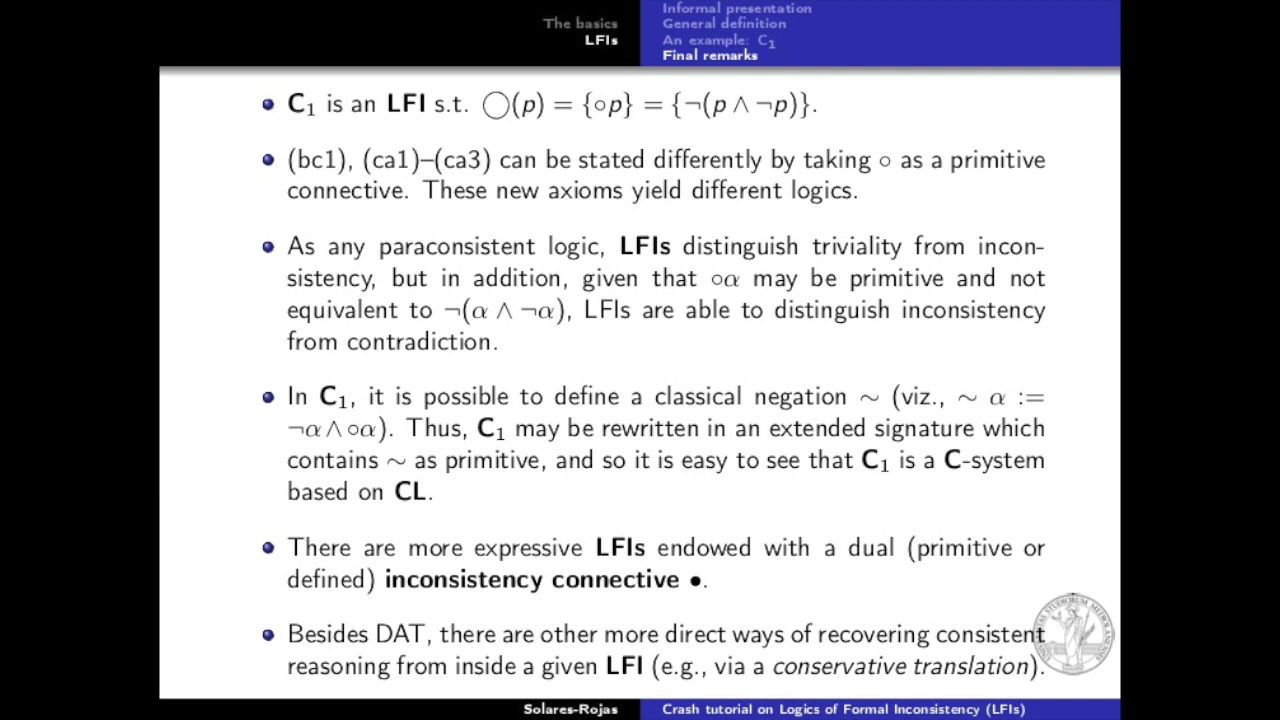 The basics
LFIs
Informal presentation
General definition
An example: C₁
Final remarks
C₁ is an LFI s.t. ◯(p) = {∘p} = {¬(p ∧ ¬p)}.
(bc1), (ca1)–(ca3) can be stated differently by taking ∘ as a primitive
connective. These new axioms yield different logics.
As any paraconsistent logic, LFIs distinguish triviality from incon-
sistency, but in addition, given that ∘α may be primitive and not
equivalent to ¬(α ∧ ¬α), LFIs are able to distinguish inconsistency
from contradiction.
In C₁, it is possible to define a classical negation ∼ (viz., ∼ α :=
¬α∧∘α). Thus, C₁ may be rewritten in an extended signature which
contains ∼ as primitive, and so it is easy to see that C₁ is a C-system
based on CL.
There are more expressive LFIs endowed with a dual (primitive or
defined) inconsistency connective •.
Besides DAT, there are other more direct ways of recovering consistent
reasoning from inside a given LFI (e.g., via a conservative translation).
Solares-Rojas
Crash tutorial on Logics of Formal Inconsistency (LFIs)